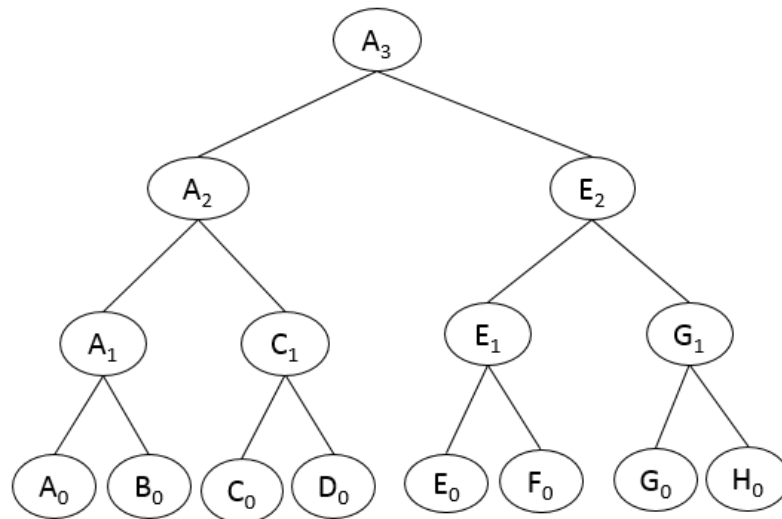 A₃
A₂ E₂
A₁ C₁ E₁ G₁
A₀ B₀ C₀ D₀ E₀ F₀ G₀ H₀